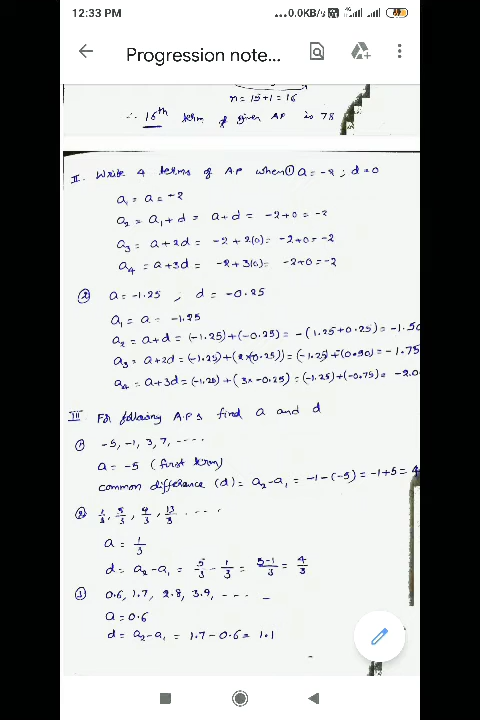 12:33 PM
...0.0KB/s
Progression note...
n = 15+1 = 16
∴ 16th term of given AP is 78
II. Write 4 terms of A.P when ① a = -2 ; d = 0
a₁ = a = -2
a₂ = a₁ + d = a+d = -2+0 = -2
a₃ = a+2d = -2+2(0) = -2+0 = -2
a₄ = a+3d = -2+3(0) = -2+0 = -2
② a = -1.25 , d = -0.25
a₁ = a = -1.25
a₂ = a+d = (-1.25)+(-0.25) = -(1.25+0.25) = -1.50
a₃ = a+2d = (-1.25)+(2×-0.25) = (-1.25)+(-0.50) = -1.75
a₄ = a+3d = (-1.25)+(3×-0.25) = (-1.25)+(-0.75) = -2.0
III For following A.P.s find a and d
① -5, -1, 3, 7, ....
a = -5 (first term)
common difference (d) = a₂-a₁ = -1-(-5) = -1+5 = 4
② 1/3, 5/3, 9/3, 13/3 ....
a = 1/3
d = a₂-a₁ = 5/3 - 1/3 = 5-1/3 = 4/3
③ 0.6, 1.7, 2.8, 3.9, ....
a = 0.6
d = a₂-a₁ = 1.7-0.6 = 1.1